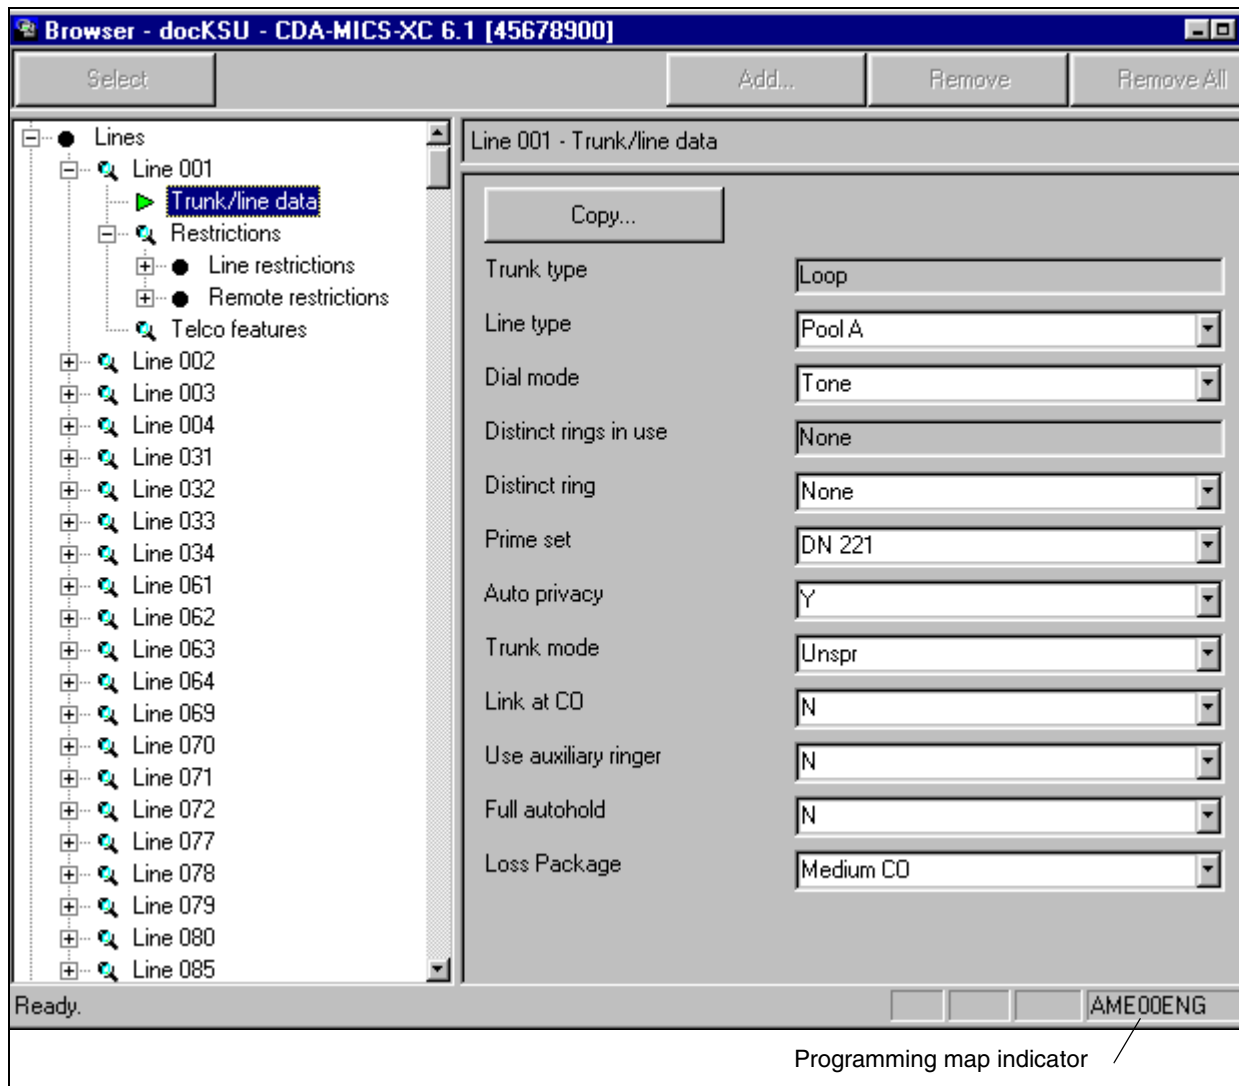 Browser - docKSU - CDA-MICS-XC 6.1 [45678900]
Select
Add...
Remove
Remove All
Lines
Line 001
Trunk/line data
Restrictions
Line restrictions
Remote restrictions
Telco features
Line 002
Line 003
Line 004
Line 031
Line 032
Line 033
Line 034
Line 061
Line 062
Line 063
Line 064
Line 069
Line 070
Line 071
Line 072
Line 077
Line 078
Line 079
Line 080
Line 085
Line 001 - Trunk/line data
Copy...
Trunk type Loop
Line type Pool A
Dial mode Tone
Distinct rings in use None
Distinct ring None
Prime set DN 221
Auto privacy Y
Trunk mode Unspr
Link at CO N
Use auxiliary ringer N
Full autohold N
Loss Package Medium CO
Ready.
AME00ENG
Programming map indicator